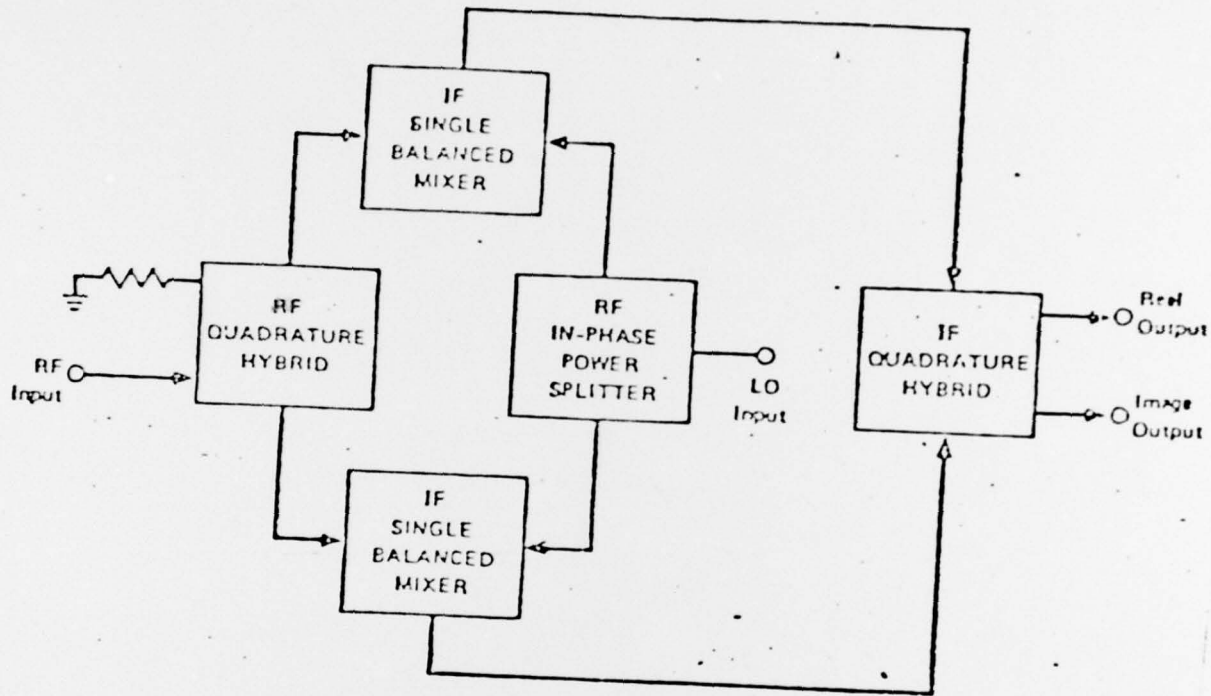 IF
SINGLE
BALANCED
MIXER
RF
QUADRATURE
HYBRID
RF
Input
RF
IN-PHASE
POWER
SPLITTER
LO
Input
IF
QUADRATURE
HYBRID
Real
Output
Image
Output
IF
SINGLE
BALANCED
MIXER